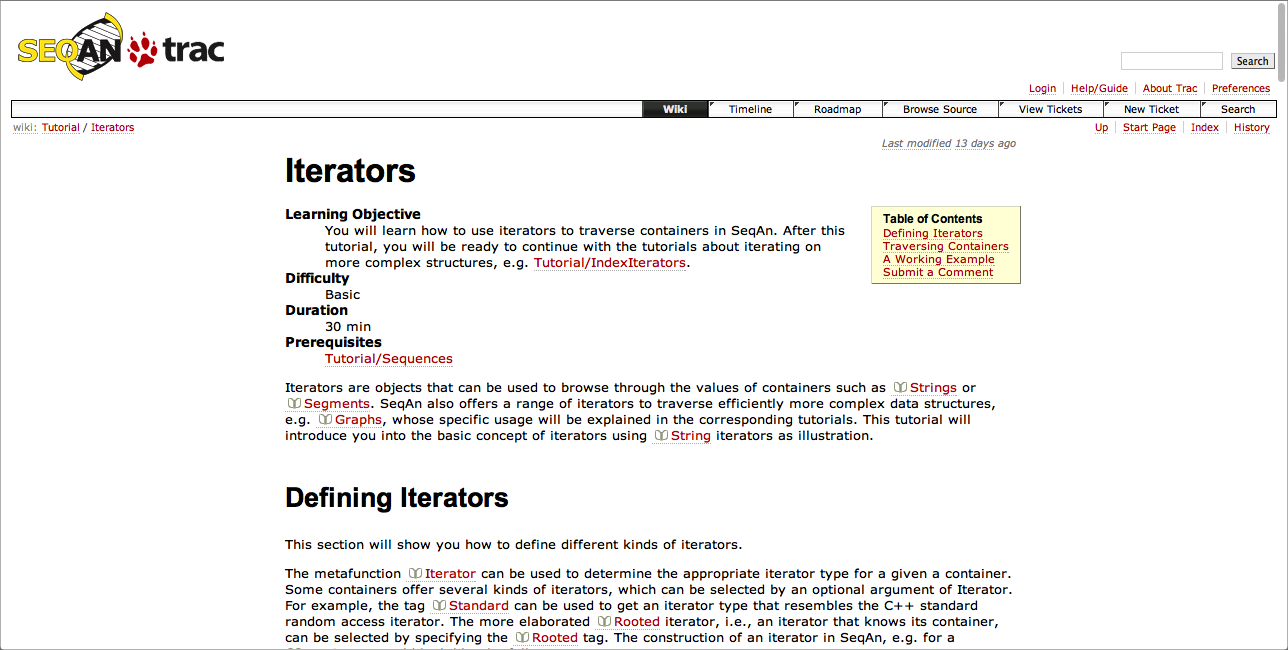 SEQAN trac
Search
Login Help/Guide About Trac Preferences
Wiki Timeline Roadmap Browse Source View Tickets New Ticket Search
wiki: Tutorial / Iterators
Up Start Page Index History
Last modified 13 days ago
Iterators
Learning Objective
You will learn how to use iterators to traverse containers in SeqAn. After this
tutorial, you will be ready to continue with the tutorials about iterating on
more complex structures, e.g. Tutorial/IndexIterators.
Difficulty
Basic
Duration
30 min
Prerequisites
Tutorial/Sequences
Table of Contents
Defining Iterators
Traversing Containers
A Working Example
Submit a Comment
Iterators are objects that can be used to browse through the values of containers such as Strings or
Segments. SeqAn also offers a range of iterators to traverse efficiently more complex data structures,
e.g. Graphs, whose specific usage will be explained in the corresponding tutorials. This tutorial will
introduce you into the basic concept of iterators using String iterators as illustration.
Defining Iterators
This section will show you how to define different kinds of iterators.
The metafunction Iterator can be used to determine the appropriate iterator type for a given a container.
Some containers offer several kinds of iterators, which can be selected by an optional argument of Iterator.
For example, the tag Standard can be used to get an iterator type that resembles the C++ standard
random access iterator. The more elaborated Rooted iterator, i.e., an iterator that knows its container,
can be selected by specifying the Rooted tag. The construction of an iterator in SeqAn, e.g. for a